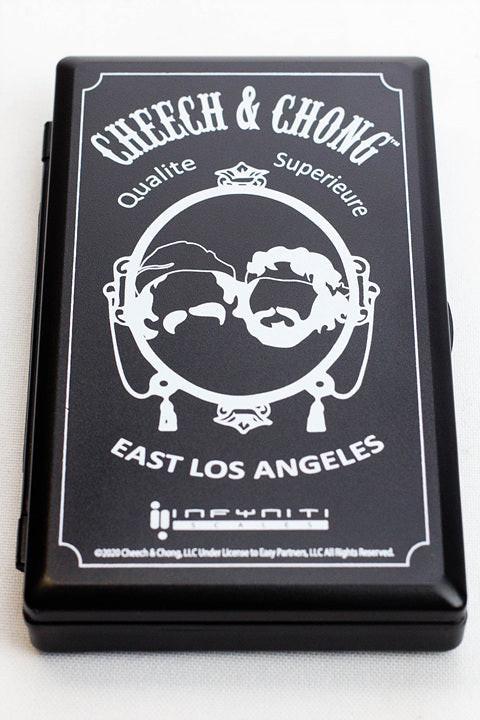 CHEECH & CHONG™
Qualite Superieure
EAST LOS ANGELES
INFYNITI
SCALES
©2020 Cheech & Chong, LLC Under License to Easy Partners, LLC All Rights Reserved.